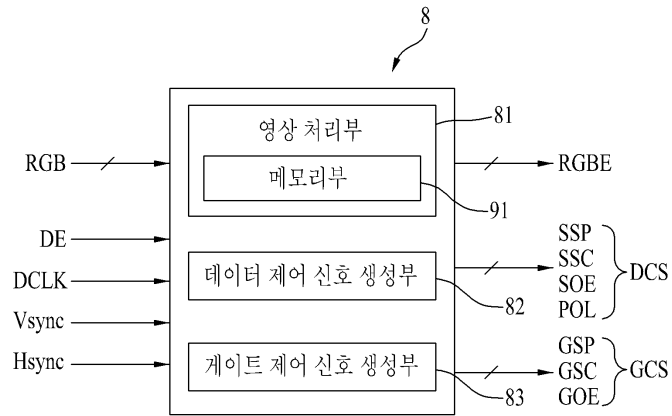 8
영상 처리부
81
메모리부
91
RGB
RGBE
DE
DCLK
Vsync
Hsync
데이터 제어 신호 생성부
82
SSP
SSC
SOE
POL
DCS
게이트 제어 신호 생성부
83
GSP
GSC
GOE
GCS